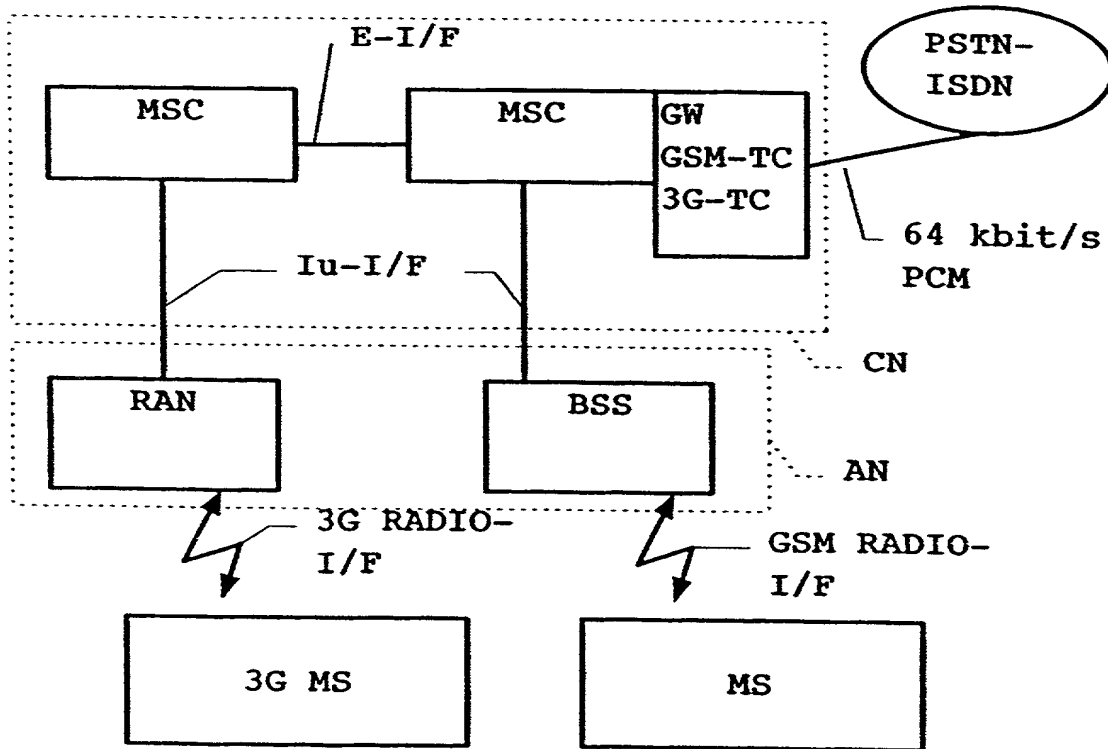 E-I/F
PSTN-
ISDN
MSC
MSC
GW
GSM-TC
3G-TC
64 kbit/s
PCM
Iu-I/F
CN
RAN
BSS
AN
3G RADIO-
I/F
GSM RADIO-
I/F
3G MS
MS